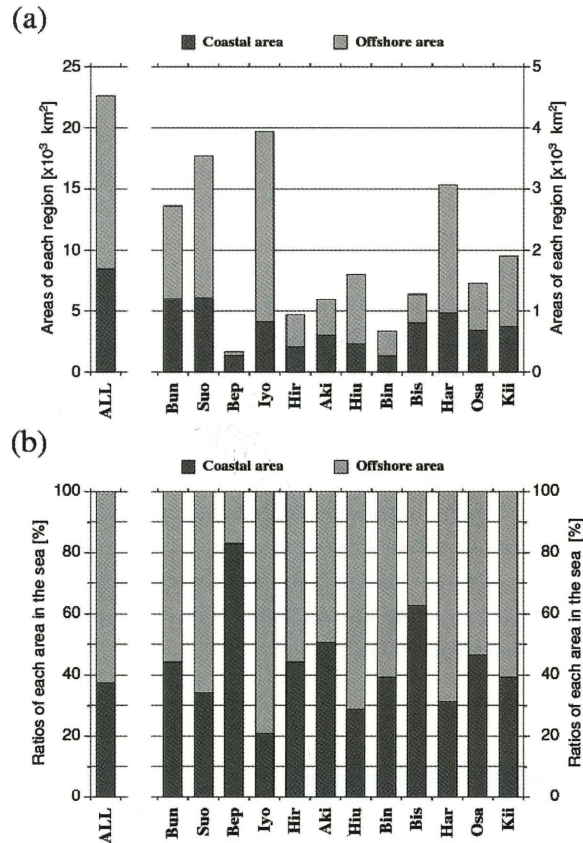 (a)
Coastal area Offshore area
Areas of each region [x10³ km²]
25 20 15 10 5 0
5 4 3 2 1 0
Areas of each region [x10³ km²]
ALL Bun Suo Bep Iyo Hir Aki Hiu Bin Bis Har Osa Kii
(b)
Coastal area Offshore area
Ratios of each area in the sea [%]
100 80 60 40 20 0
100 80 60 40 20 0
Ratios of each area in the sea [%]
ALL Bun Suo Bep Iyo Hir Aki Hiu Bin Bis Har Osa Kii